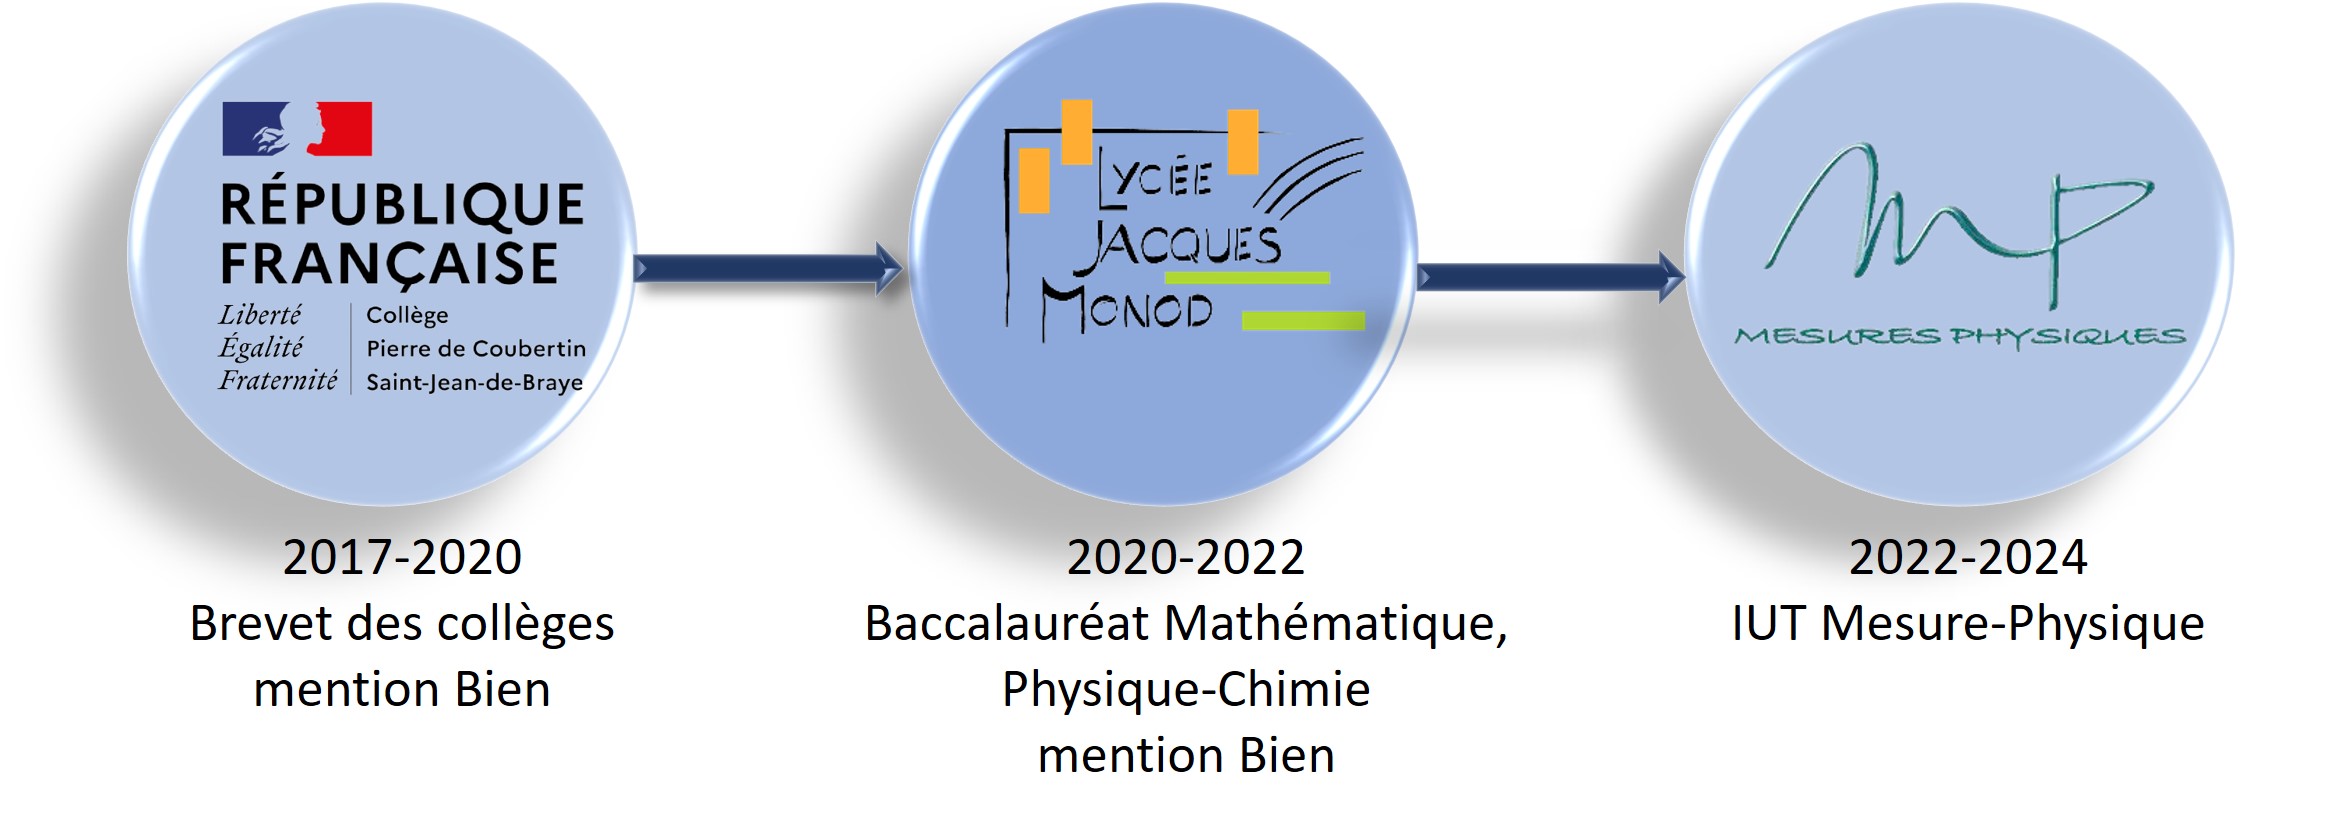 RÉPUBLIQUE
FRANÇAISE
Liberté
Égalité
Fraternité
Collège
Pierre de Coubertin
Saint-Jean-de-Braye
LYCÉE
JACQUES
MONOD
MP
MESURES PHYSIQUES
2017-2020
Brevet des collèges
mention Bien
2020-2022
Baccalauréat Mathématique,
Physique-Chimie
mention Bien
2022-2024
IUT Mesure-Physique